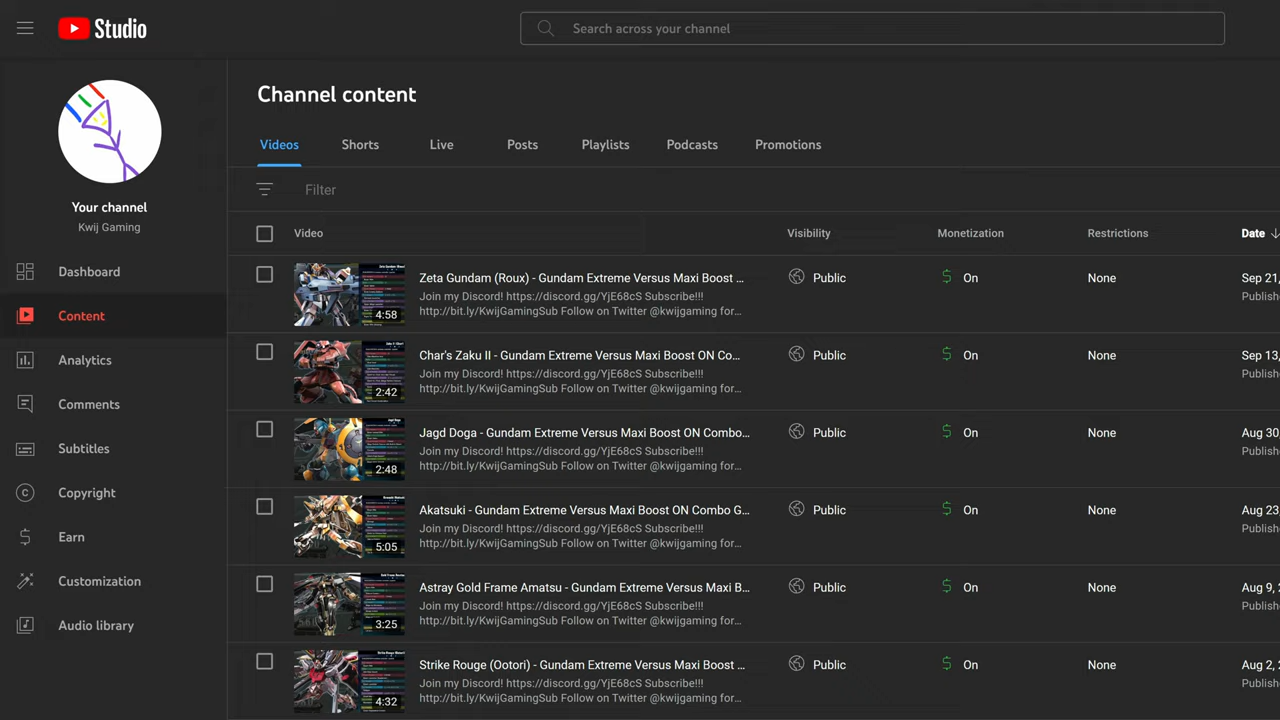 Studio
Search across your channel
Your channel
Kwij Gaming
Dashboard
Content
Analytics
Comments
Subtitles
Copyright
Earn
Customization
Audio library
Channel content
Videos Shorts Live Posts Playlists Podcasts Promotions
Filter
Video Visibility Monetization Restrictions Date
Zeta Gundam (Roux) - Gundam Extreme Versus Maxi Boost ... Public On None Sep 21,
Join my Discord! https://discord.gg/YjE68cS Subscribe!!! Publish
http://bit.ly/KwijGamingSub Follow on Twitter @kwijgaming for...
4:58
Char's Zaku II - Gundam Extreme Versus Maxi Boost ON Co... Public On None Sep 13,
Join my Discord! https://discord.gg/YjE68cS Subscribe!!! Publish
http://bit.ly/KwijGamingSub Follow on Twitter @kwijgaming for...
2:42
Jagd Doga - Gundam Extreme Versus Maxi Boost ON Combo... Public On None Jun 30
Join my Discord! https://discord.gg/YjE68cS Subscribe!!! Publish
http://bit.ly/KwijGamingSub Follow on Twitter @kwijgaming for...
2:48
Akatsuki - Gundam Extreme Versus Maxi Boost ON Combo G... Public On None Aug 23
Join my Discord! https://discord.gg/YjE68cS Subscribe!!! Publish
http://bit.ly/KwijGamingSub Follow on Twitter @kwijgaming for...
5:05
Astray Gold Frame Amatsu - Gundam Extreme Versus Maxi B... Public On None Aug 9,
Join my Discord! https://discord.gg/YjE68cS Subscribe!!! Publish
http://bit.ly/KwijGamingSub Follow on Twitter @kwijgaming for...
3:25
Strike Rouge (Ootori) - Gundam Extreme Versus Maxi Boost ... Public On None Aug 2,
Join my Discord! https://discord.gg/YjE68cS Subscribe!!! Publish
http://bit.ly/KwijGamingSub Follow on Twitter @kwijgaming for...
4:32